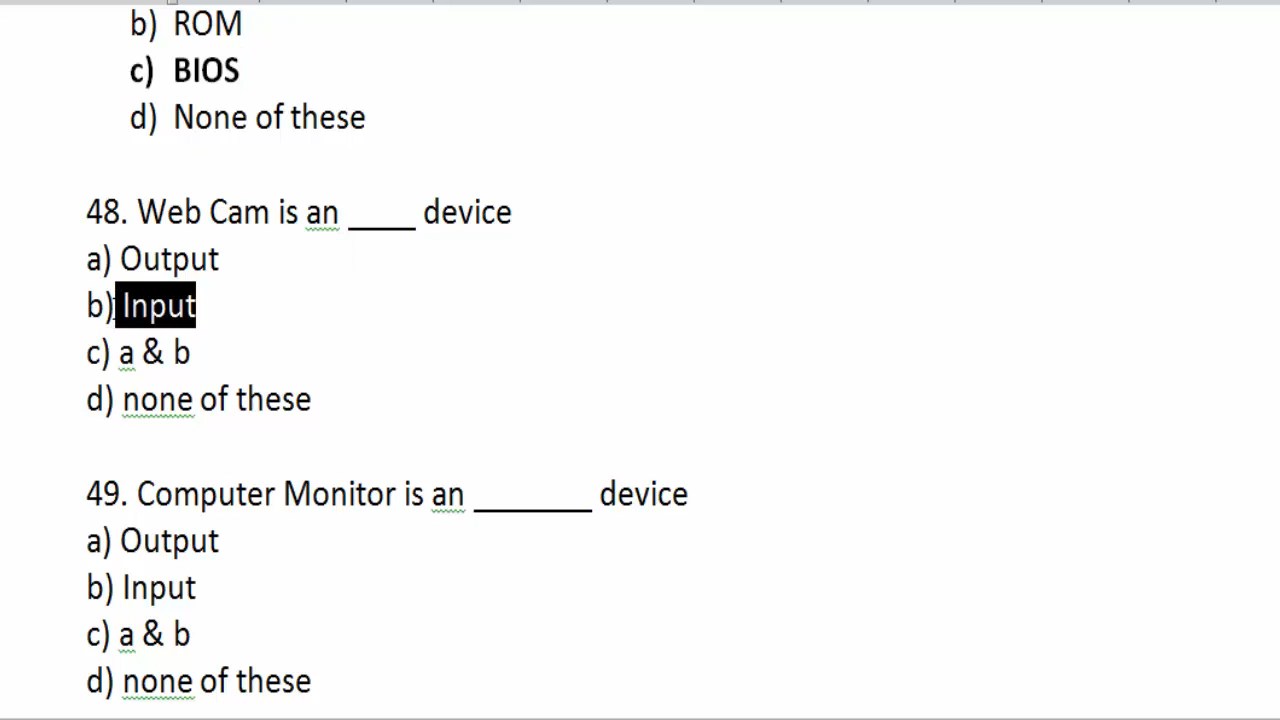 b) ROM
c) BIOS
d) None of these
48. Web Cam is an ____ device
a) Output
b) Input
c) a & b
d) none of these
49. Computer Monitor is an _______ device
a) Output
b) Input
c) a & b
d) none of these